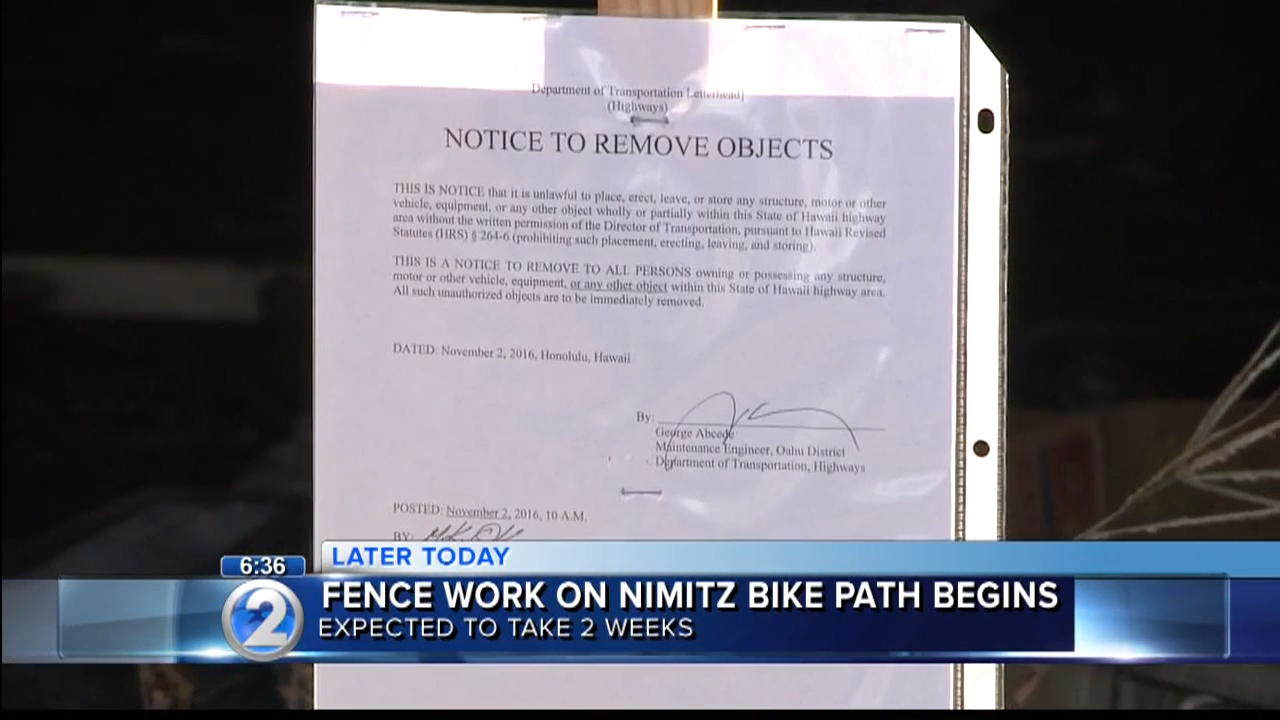 Department of Transportation Letterhead]
(Highways)
NOTICE TO REMOVE OBJECTS
THIS IS NOTICE that it is unlawful to place, erect, leave, or store any structure, motor or other
vehicle, equipment, or any other object wholly or partially within this State of Hawaii highway
area without the written permission of the Director of Transportation, pursuant to Hawaii Revised
Statutes (HRS) § 264-6 (prohibiting such placement, erecting, leaving, and storing).
THIS IS A NOTICE TO REMOVE TO ALL PERSONS owning or possessing any structure,
motor or other vehicle, equipment, or any other object within this State of Hawaii highway area.
All such unauthorized objects are to be immediately removed.
DATED: November 2, 2016, Honolulu, Hawaii
By:
George Abcede
Maintenance Engineer, Oahu District
Department of Transportation, Highways
POSTED: November 2, 2016, 10 A.M.
BY:
LATER TODAY
6:36
2
FENCE WORK ON NIMITZ BIKE PATH BEGINS
EXPECTED TO TAKE 2 WEEKS